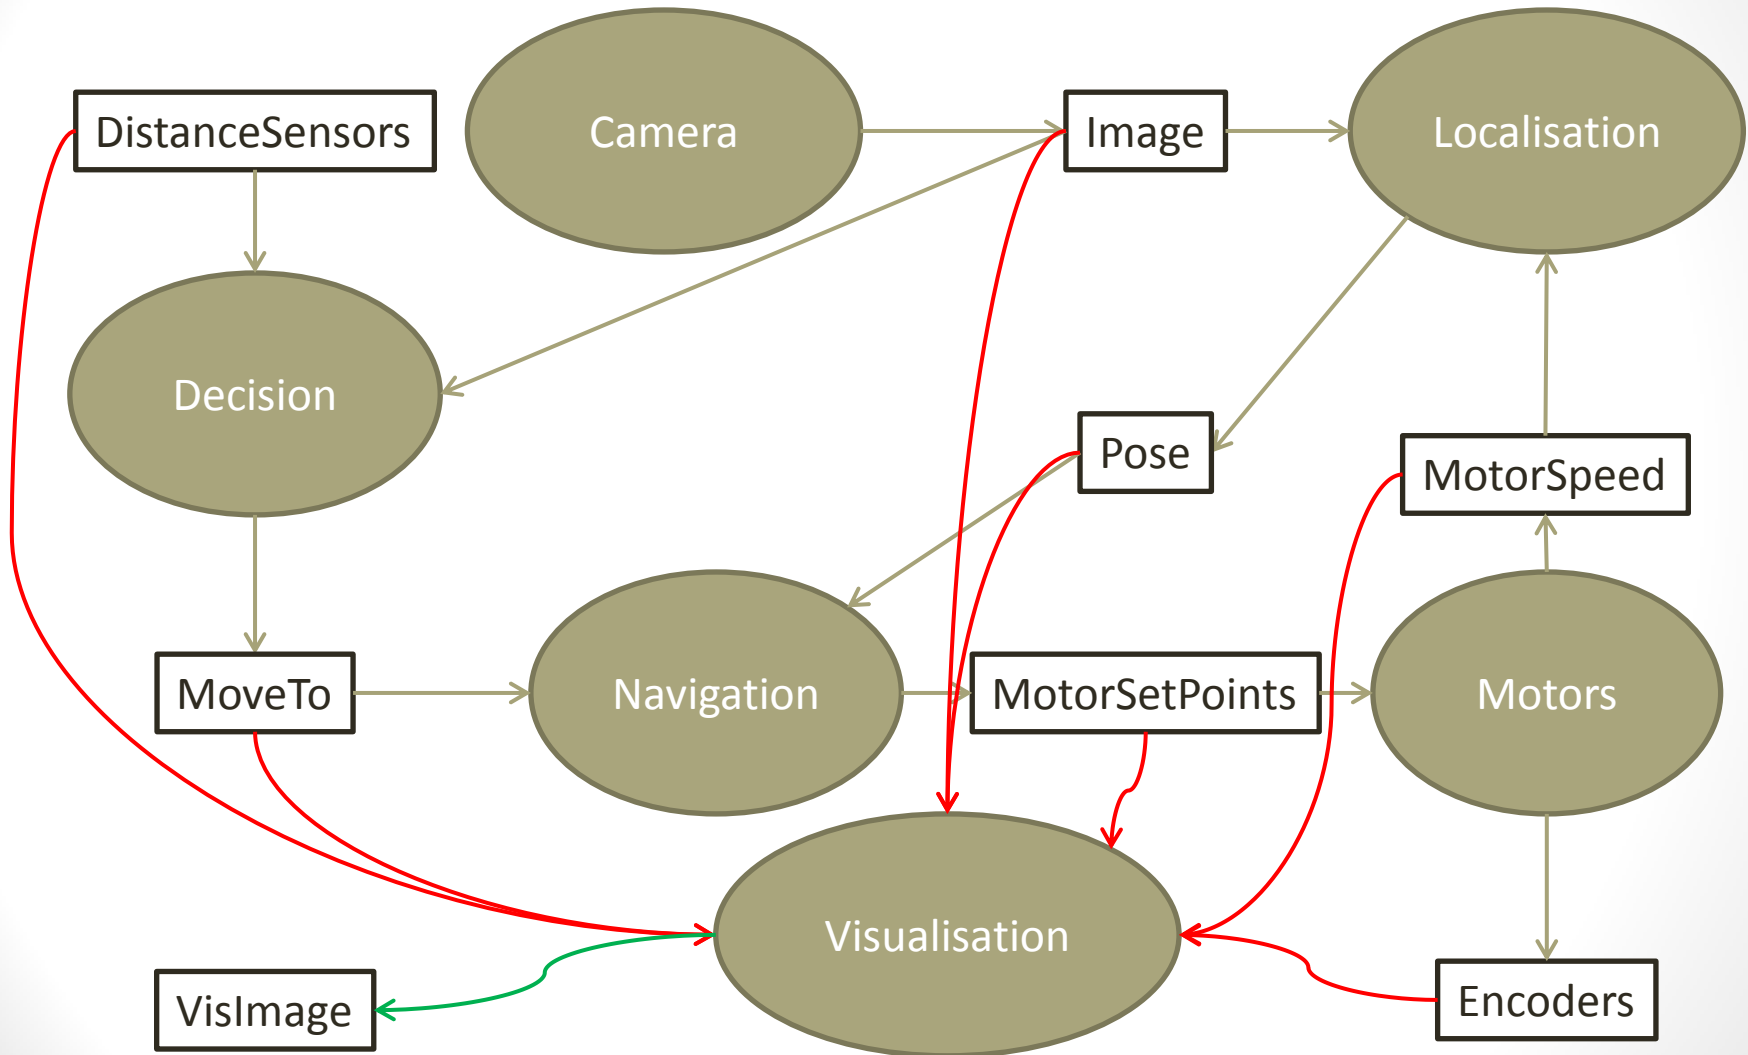 DistanceSensors
Camera
Image
Localisation
Decision
Pose
MotorSpeed
MoveTo
Navigation
MotorSetPoints
Motors
Visualisation
VisImage
Encoders